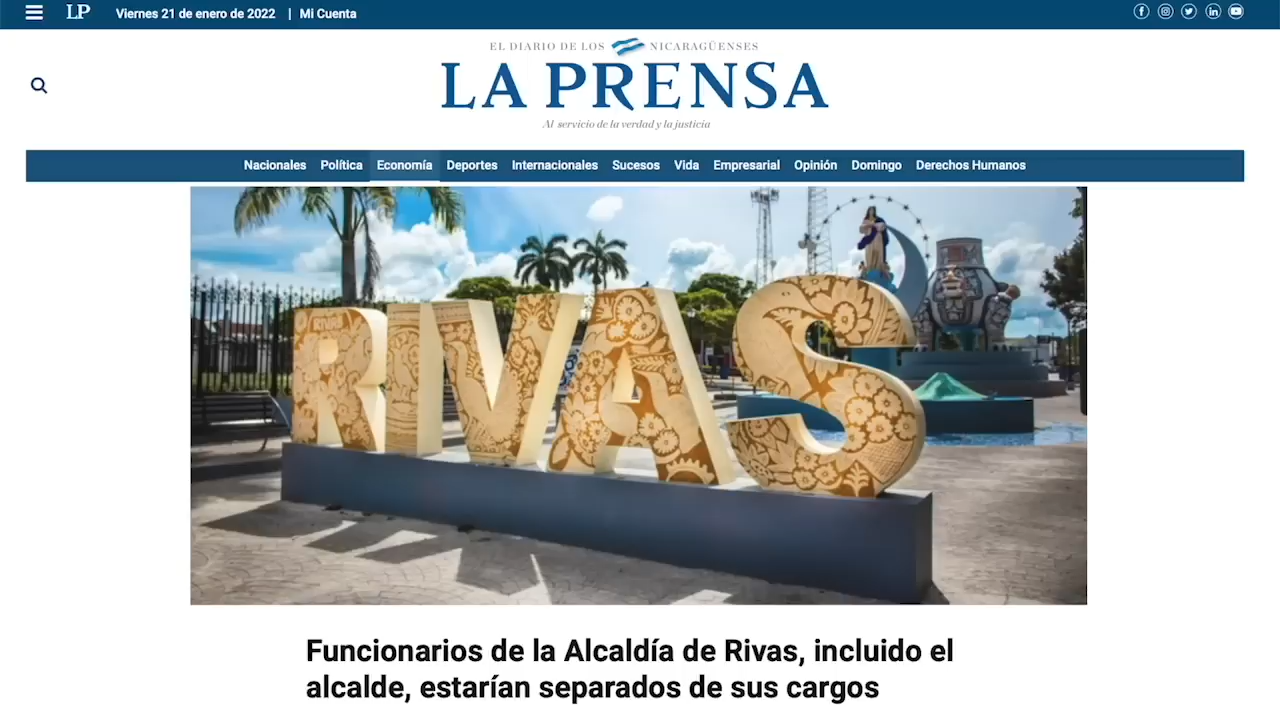 LP Viernes 21 de enero de 2022 | Mi Cuenta
EL DIARIO DE LOS NICARAGÜENSES
LA PRENSA
Al servicio de la verdad y la justicia
Nacionales Política Economía Deportes Internacionales Sucesos Vida Empresarial Opinión Domingo Derechos Humanos
RIVAS
RIVAS
Funcionarios de la Alcaldía de Rivas, incluido el
alcalde, estarían separados de sus cargos